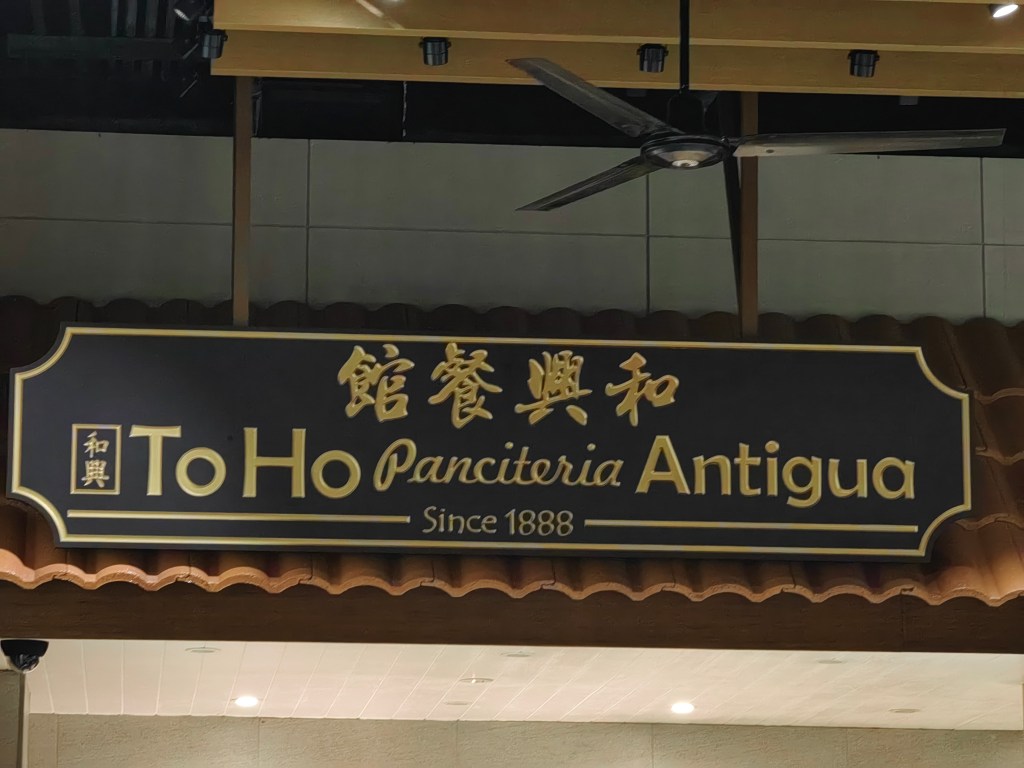 和興餐館
和興
To Ho Panciteria Antigua
Since 1888